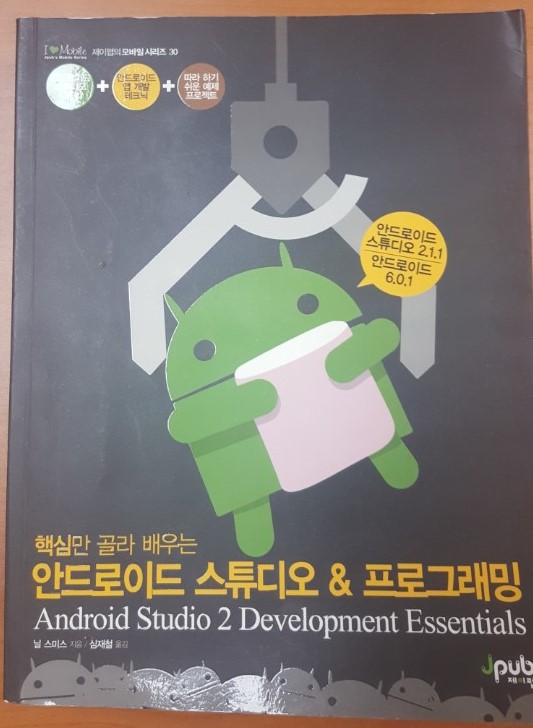 I ♥ Mobile 제이펍의 모바일 시리즈 30
Jpub's Mobile Series
+ 안드로이드 + 따라 하기
앱 개발 쉬운 예제
테크닉 프로젝트
안드로이드
스튜디오 2.1.1
안드로이드
6.0.1
핵심만 골라 배우는
안드로이드 스튜디오 & 프로그래밍
Android Studio 2 Development Essentials
닐 스미스 지음 / 심재철 옮김
Jpub
제이펍